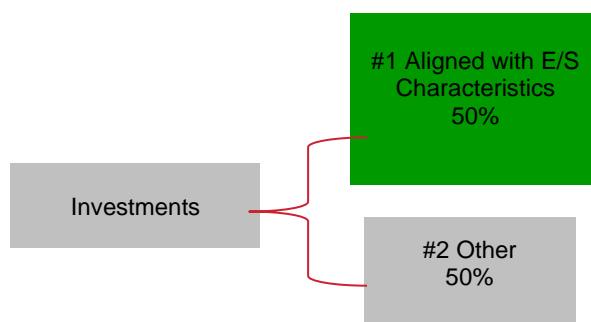 #1 Aligned with E/S
Characteristics
50%
Investments
#2 Other
50%